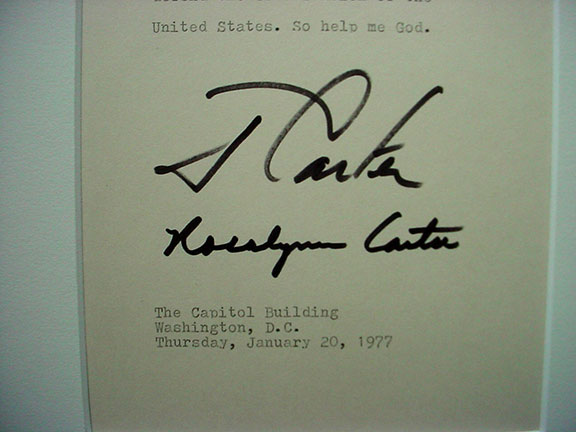 United States. So help me God.
J Carter
Rosalynn Carter
The Capitol Building
Washington, D.C.
Thursday, January 20, 1977